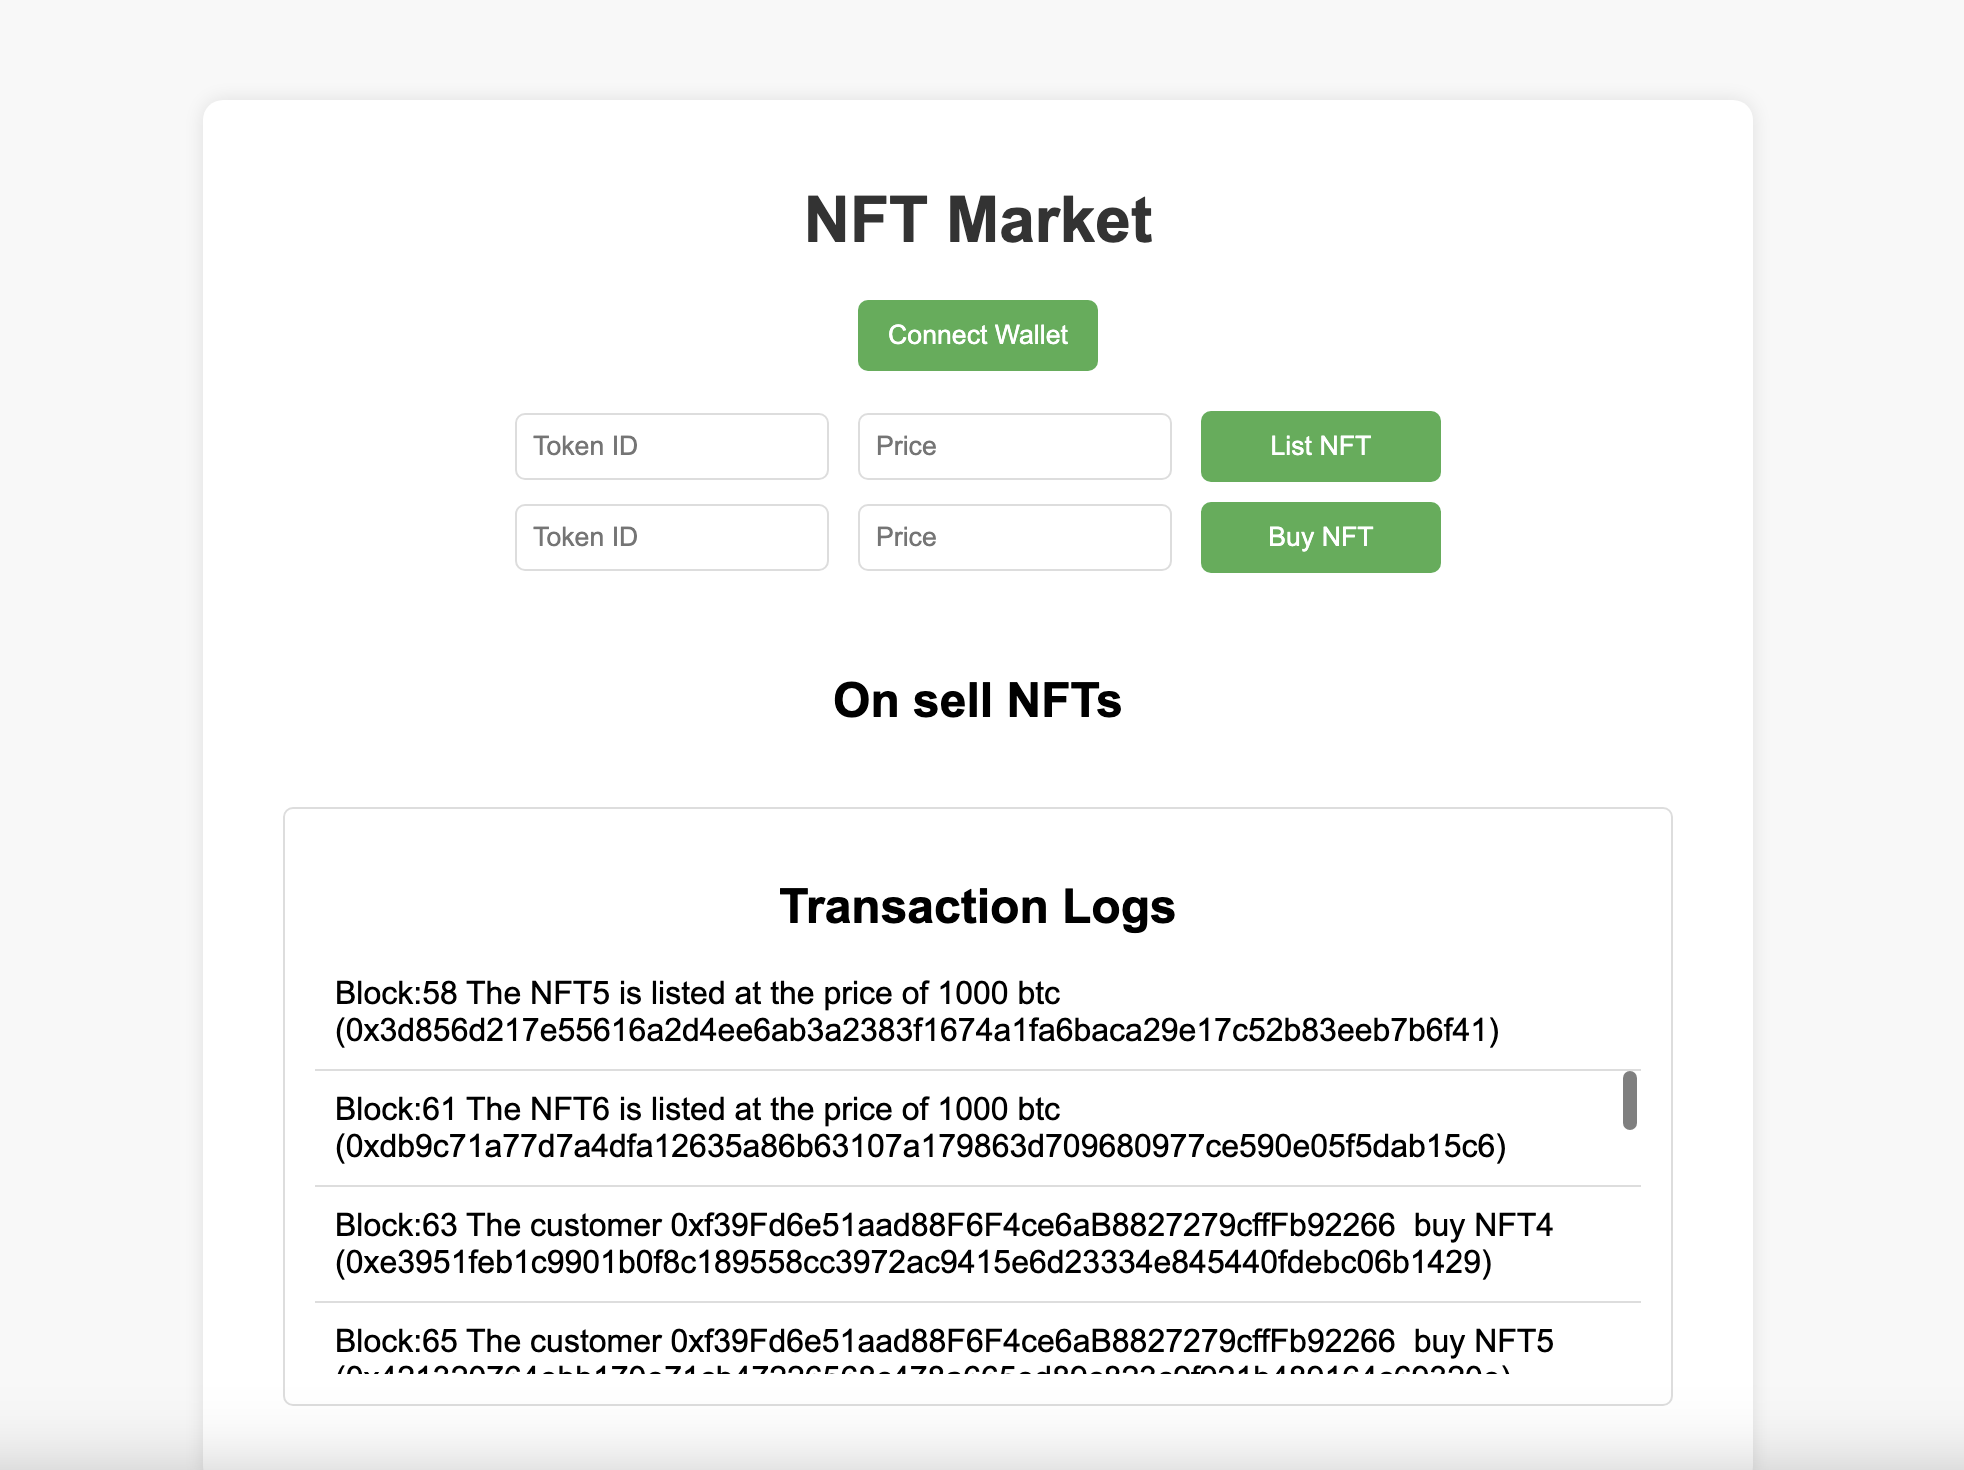 NFT Market
Connect Wallet
Token ID Price List NFT
Token ID Price Buy NFT
On sell NFTs
Transaction Logs
Block:58 The NFT5 is listed at the price of 1000 btc
(0x3d856d217e55616a2d4ee6ab3a2383f1674a1fa6baca29e17c52b83eeb7b6f41)
Block:61 The NFT6 is listed at the price of 1000 btc
(0xdb9c71a77d7a4dfa12635a86b63107a179863d709680977ce590e05f5dab15c6)
Block:63 The customer 0xf39Fd6e51aad88F6F4ce6aB8827279cffFb92266  buy NFT4
(0xe3951feb1c9901b0f8c189558cc3972ac9415e6d23334e845440fdebc06b1429)
Block:65 The customer 0xf39Fd6e51aad88F6F4ce6aB8827279cffFb92266  buy NFT5